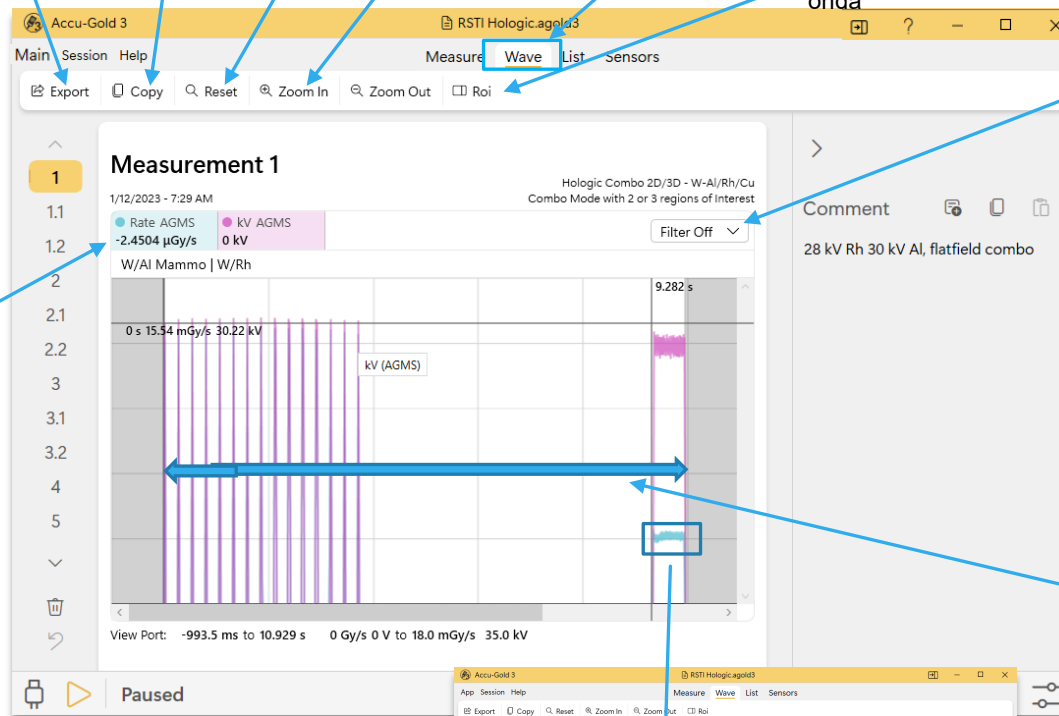 onda
Accu-Gold 3
RSTI Hologic.agold3
?
Main Session Help
Measure Wave List Sensors
Export Copy Reset Zoom In Zoom Out Roi
1
1.1
1.2
2
2.1
2.2
3
3.1
3.2
4
5
Measurement 1
Hologic Combo 2D/3D - W-Al/Rh/Cu
1/12/2023 - 7:29 AM
Combo Mode with 2 or 3 regions of Interest
Rate AGMS
-2.4504 µGy/s
kV AGMS
0 kV
Filter Off
W/Al Mammo | W/Rh
9.282 s
0 s 15.54 mGy/s 30.22 kV
kV (AGMS)
View Port: -993.5 ms to 10.929 s 0 Gy/s 0 V to 18.0 mGy/s 35.0 kV
Comment
28 kV Rh 30 kV Al, flatfield combo
Paused
Accu-Gold 3
RSTI Hologic.agold3
App Session Help
Measure Wave List Sensors
Export Copy Reset Zoom In Zoom Out Roi